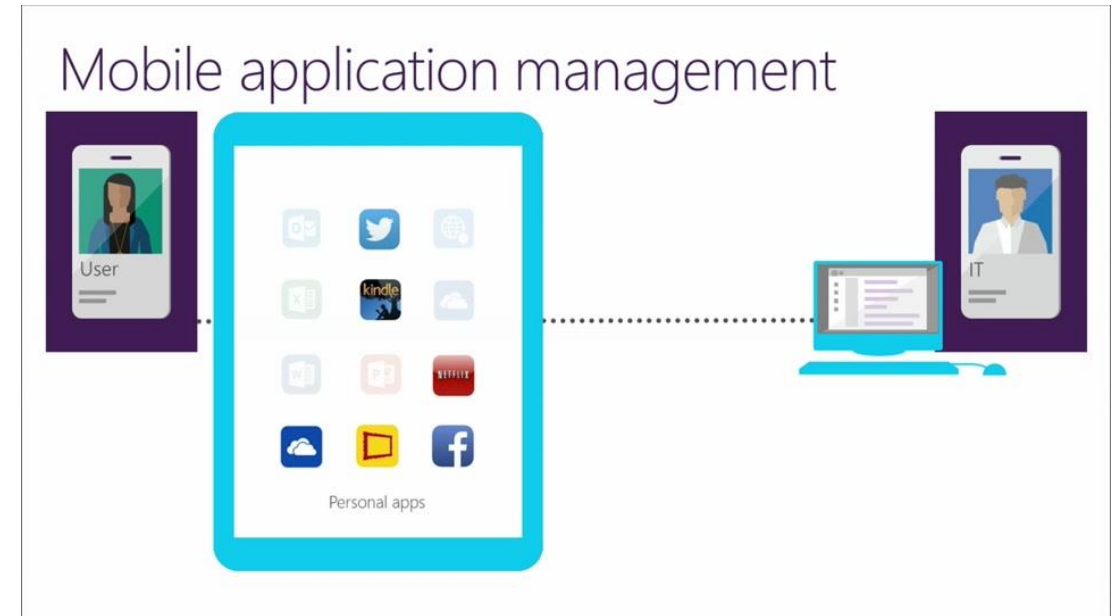 Mobile application management
User
IT
kindle
NETFLIX
Personal apps